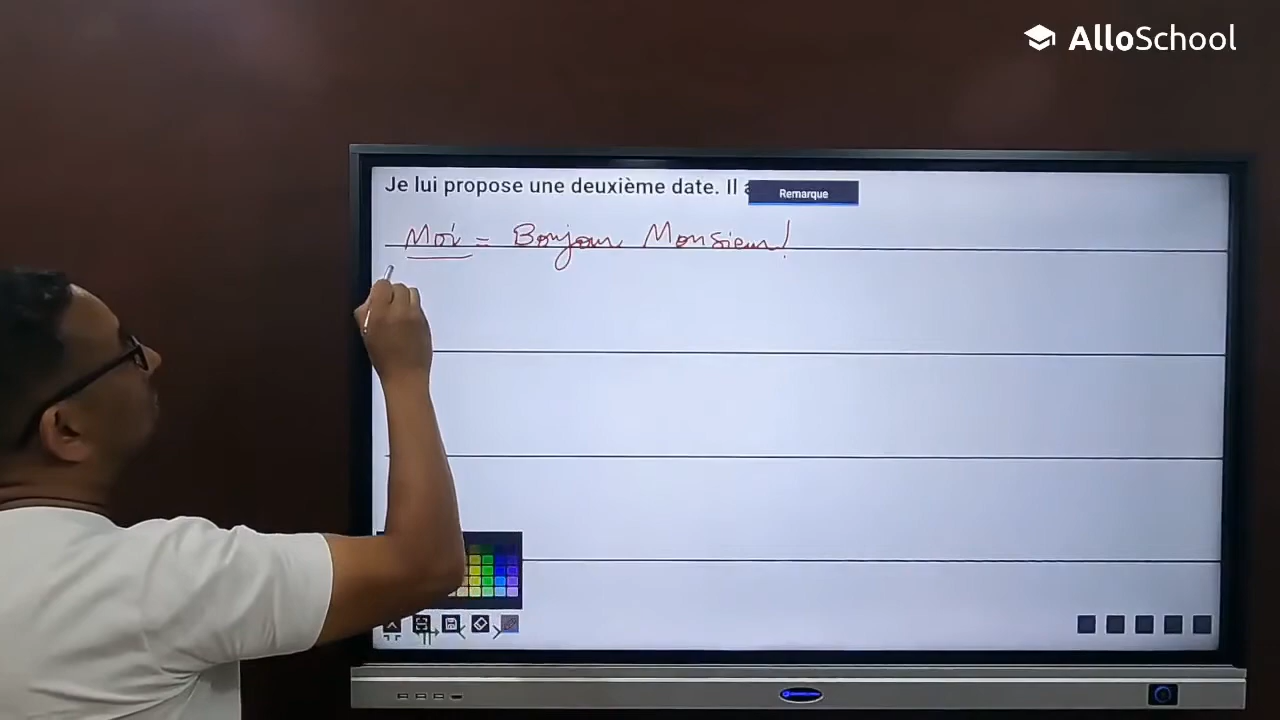 AlloSchool
Je lui propose une deuxième date. Il
Remarque
Moi = Bonjour Monsieur!